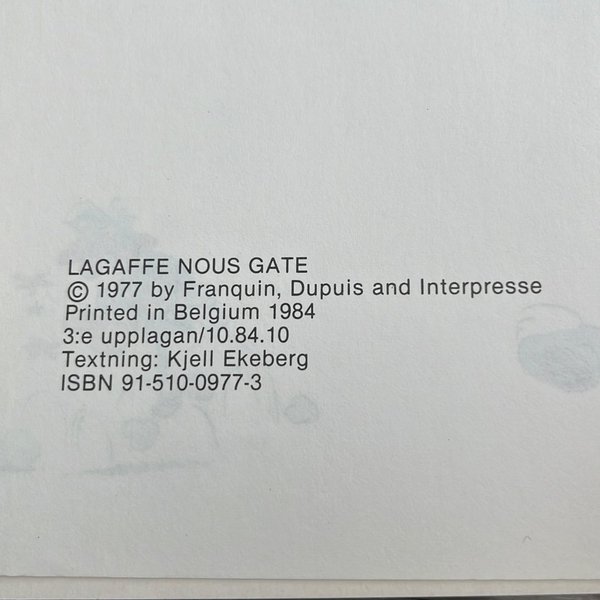 LAGAFFE NOUS GATE
© 1977 by Franquin, Dupuis and Interpresse
Printed in Belgium 1984
3:e upplagan/10.84.10
Textning: Kjell Ekeberg
ISBN 91-510-0977-3